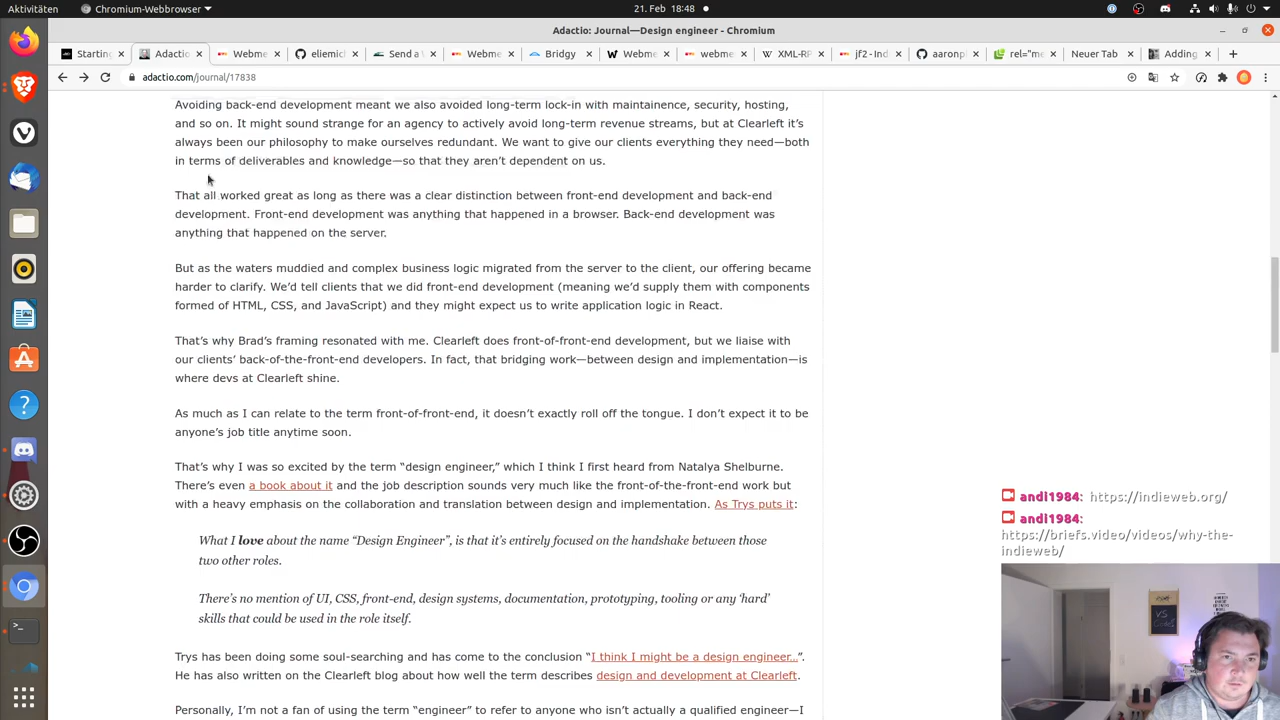 Aktivitäten
Chromium-Webbrowser
21. Feb 18:48
Adactio: Journal—Design engineer - Chromium
Starting
Adactio
Webme
eliemich
Send a W
Webme
Bridgy
Webme
webme
XML-RP
jf2 - Ind
aaronp
rel="me
Neuer Tab
Adding
adactio.com/journal/17838
Avoiding back-end development meant we also avoided long-term lock-in with maintainence, security, hosting,
and so on. It might sound strange for an agency to actively avoid long-term revenue streams, but at Clearleft it’s
always been our philosophy to make ourselves redundant. We want to give our clients everything they need—both
in terms of deliverables and knowledge—so that they aren’t dependent on us.
That all worked great as long as there was a clear distinction between front-end development and back-end
development. Front-end development was anything that happened in a browser. Back-end development was
anything that happened on the server.
But as the waters muddied and complex business logic migrated from the server to the client, our offering became
harder to clarify. We’d tell clients that we did front-end development (meaning we’d supply them with components
formed of HTML, CSS, and JavaScript) and they might expect us to write application logic in React.
That’s why Brad’s framing resonated with me. Clearleft does front-of-front-end development, but we liaise with
our clients’ back-of-the-front-end developers. In fact, that bridging work—between design and implementation—is
where devs at Clearleft shine.
As much as I can relate to the term front-of-front-end, it doesn’t exactly roll off the tongue. I don’t expect it to be
anyone’s job title anytime soon.
That’s why I was so excited by the term “design engineer,” which I think I first heard from Natalya Shelburne.
There’s even a book about it and the job description sounds very much like the front-of-the-front-end work but
with a heavy emphasis on the collaboration and translation between design and implementation. As Trys puts it:
What I love about the name “Design Engineer”, is that it’s entirely focused on the handshake between those
two other roles.
There’s no mention of UI, CSS, front-end, design systems, documentation, prototyping, tooling or any ‘hard’
skills that could be used in the role itself.
Trys has been doing some soul-searching and has come to the conclusion “I think I might be a design engineer…”.
He has also written on the Clearleft blog about how well the term describes design and development at Clearleft.
Personally, I’m not a fan of using the term “engineer” to refer to anyone who isn’t actually a qualified engineer—I
andi1984: https://indieweb.org/
andi1984:
https://briefs.video/videos/why-the-
indieweb/